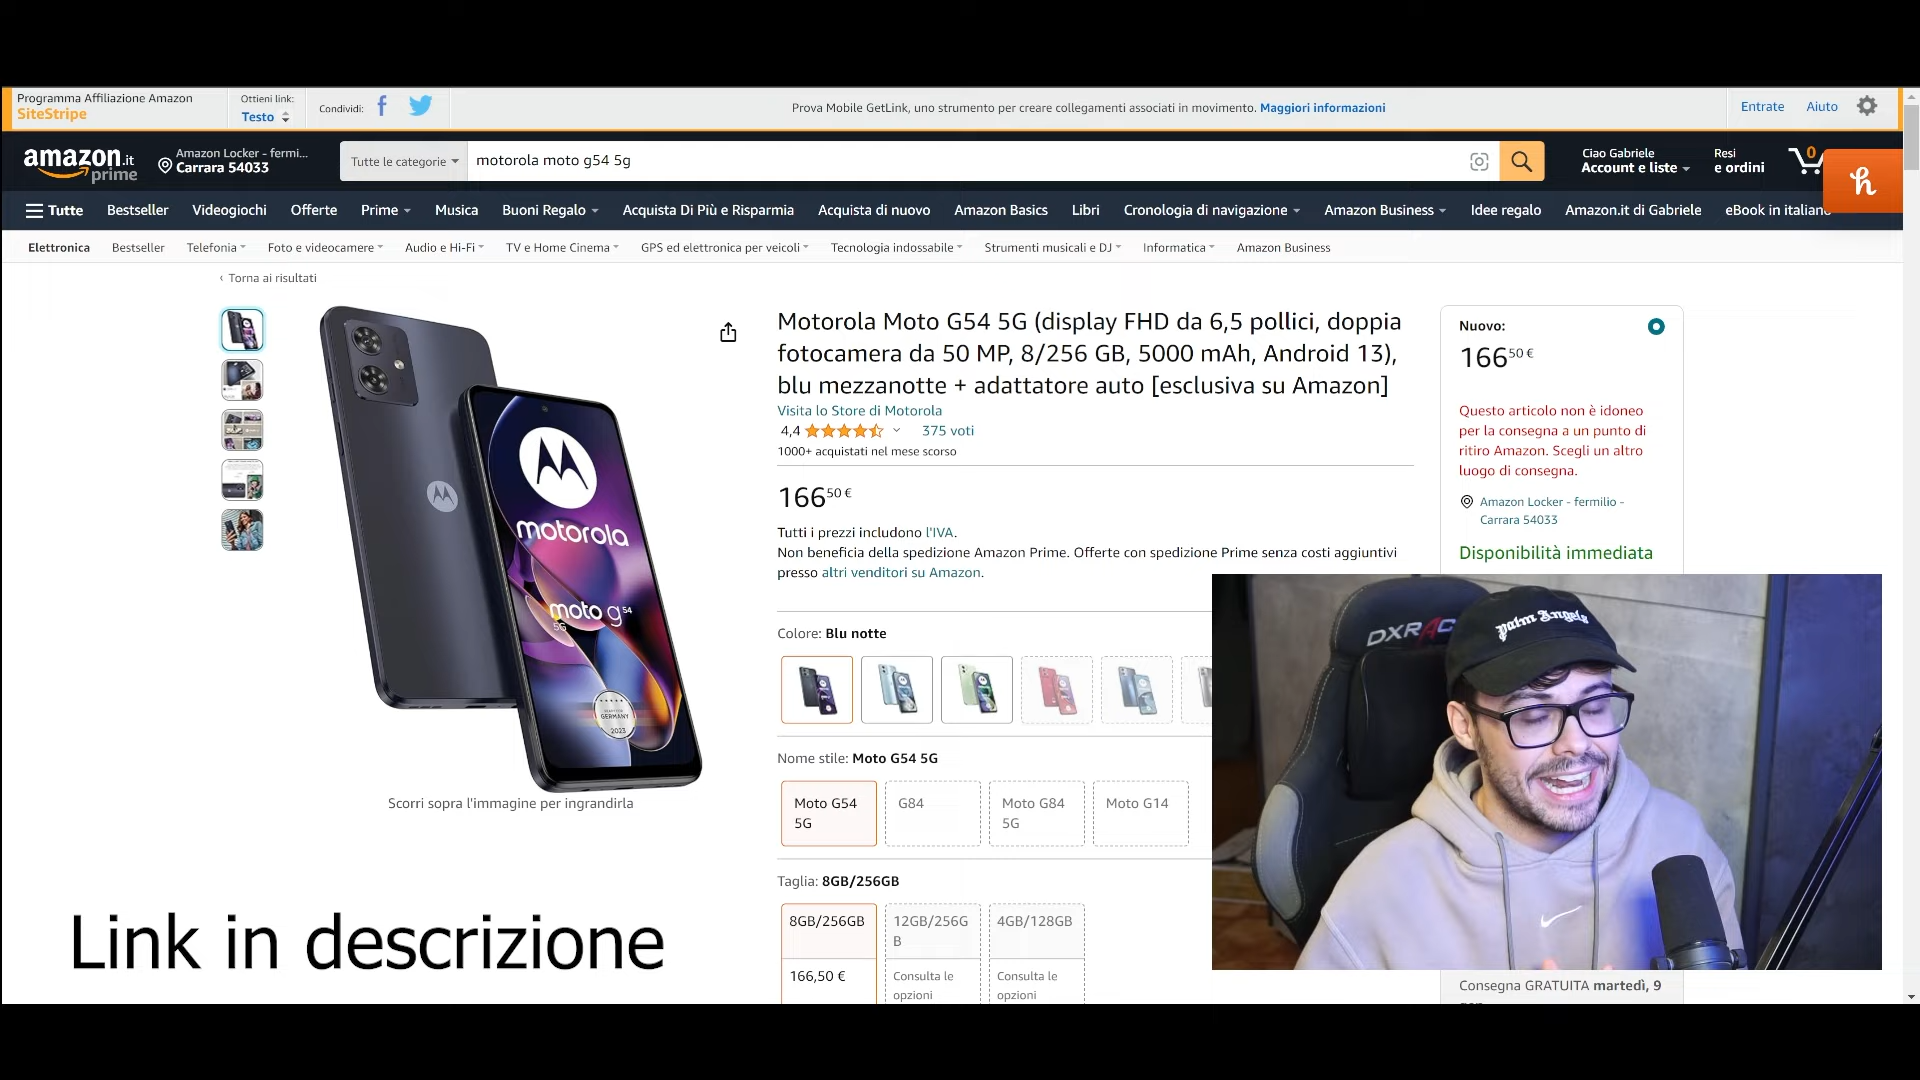 Programma Affiliazione Amazon
SiteStripe
Ottieni link:
Testo
Condividi:
Prova Mobile GetLink, uno strumento per creare collegamenti associati in movimento. Maggiori informazioni
Entrate
Aiuto
amazon.it
prime
Amazon Locker - fermi...
Carrara 54033
Tutte le categorie
motorola moto g54 5g
Ciao Gabriele
Account e liste
Resi
e ordini
0
Tutte
Bestseller
Videogiochi
Offerte
Prime
Musica
Buoni Regalo
Acquista Di Più e Risparmia
Acquista di nuovo
Amazon Basics
Libri
Cronologia di navigazione
Amazon Business
Idee regalo
Amazon.it di Gabriele
eBook in italiano
Elettronica
Bestseller
Telefonia
Foto e videocamere
Audio e Hi-Fi
TV e Home Cinema
GPS ed elettronica per veicoli
Tecnologia indossabile
Strumenti musicali e DJ
Informatica
Amazon Business
‹ Torna ai risultati
motorola
moto g54
5G
GERMANY
2023
Scorri sopra l'immagine per ingrandirla
Motorola Moto G54 5G (display FHD da 6,5 pollici, doppia
fotocamera da 50 MP, 8/256 GB, 5000 mAh, Android 13),
blu mezzanotte + adattatore auto [esclusiva su Amazon]
Visita lo Store di Motorola
4,4
375 voti
1000+ acquistati nel mese scorso
16650 €
Tutti i prezzi includono l'IVA.
Non beneficia della spedizione Amazon Prime. Offerte con spedizione Prime senza costi aggiuntivi
presso altri venditori su Amazon.
Colore: Blu notte
Nome stile: Moto G54 5G
Moto G54
5G
G84
Moto G84
5G
Moto G14
Taglia: 8GB/256GB
8GB/256GB
166,50 €
12GB/256G
B
Consulta le
opzioni
4GB/128GB
Consulta le
opzioni
Nuovo:
16650 €
Questo articolo non è idoneo
per la consegna a un punto di
ritiro Amazon. Scegli un altro
luogo di consegna.
Amazon Locker - fermilio -
Carrara 54033
Disponibilità immediata
DXRAC
Palm Angels
Consegna GRATUITA martedì, 9
Link in descrizione